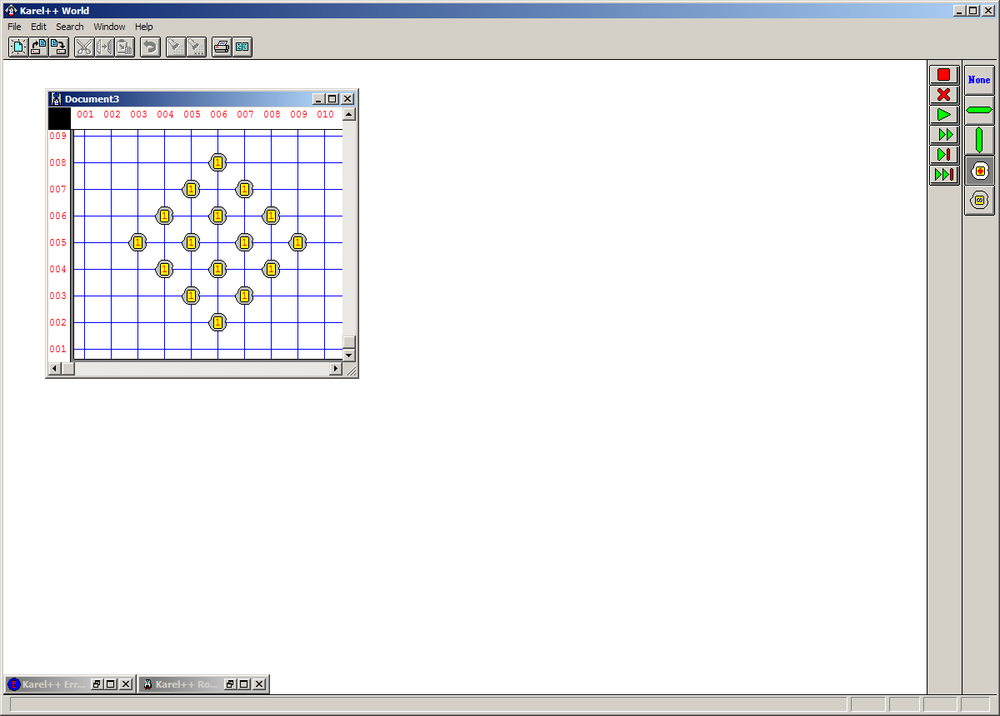 Karel++ World
File Edit Search Window Help
None
Document3
001 002 003 004 005 006 007 008 009 010
009
008 1
007 1 1
006 1 1 1
005 1 1 1 1
004 1 1 1
003 1 1
002 1
001
Karel++ Err... Karel++ Ro...